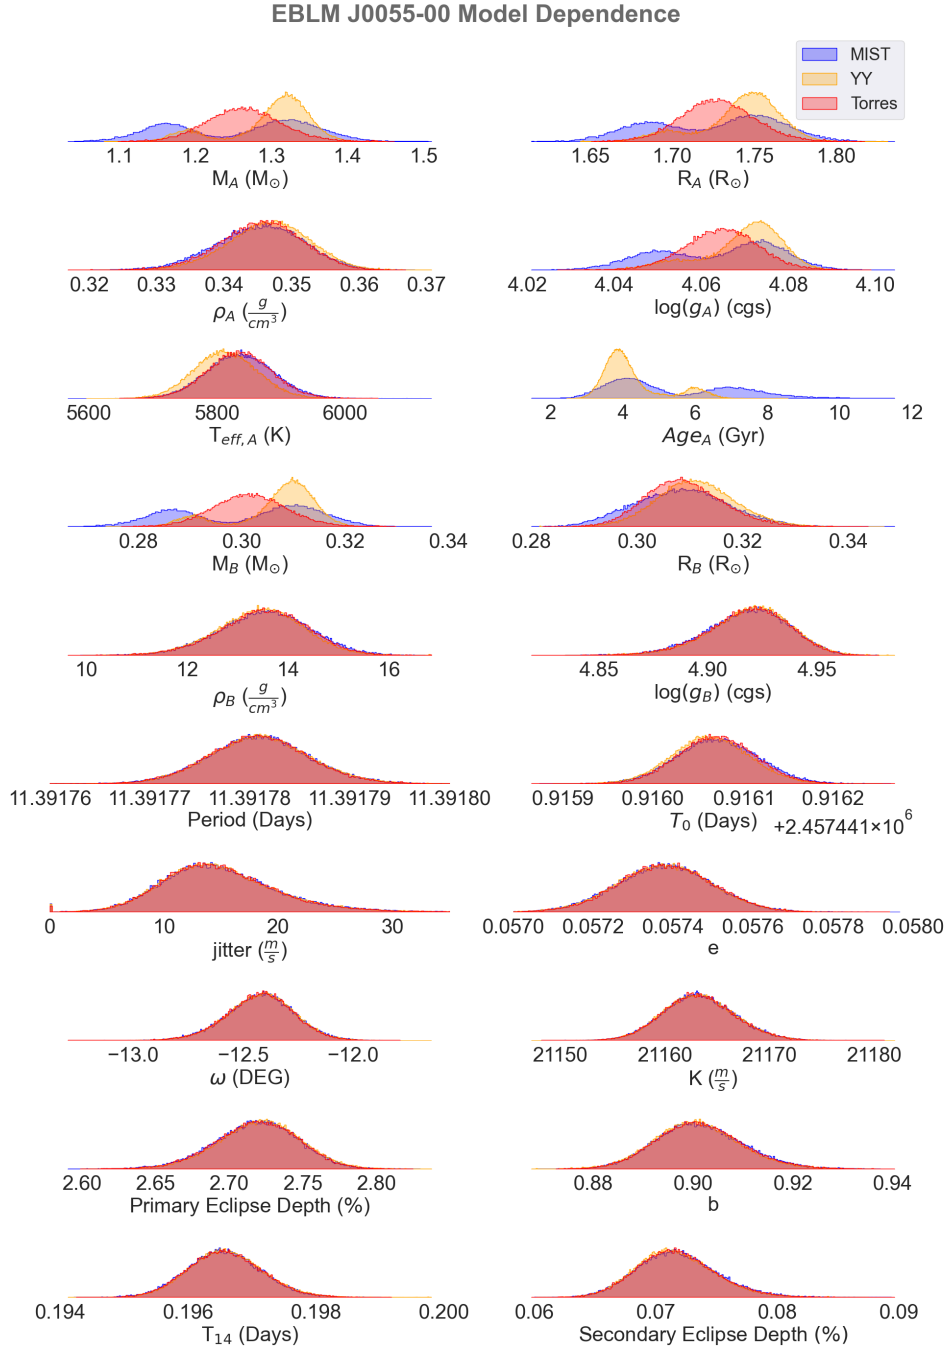 EBLM J0055-00 Model Dependence
MIST
YY
Torres
1.1 1.2 1.3 1.4 1.5
M_A (M_⊙)
1.65 1.70 1.75 1.80
R_A (R_⊙)
0.32 0.33 0.34 0.35 0.36 0.37
ρ_A (g/cm³)
4.02 4.04 4.06 4.08 4.10
log(g_A) (cgs)
5600 5800 6000
T_eff,A (K)
2 4 6 8 10 12
Age_A (Gyr)
0.28 0.30 0.32 0.34
M_B (M_⊙)
0.28 0.30 0.32 0.34
R_B (R_⊙)
10 12 14 16
ρ_B (g/cm³)
4.85 4.90 4.95
log(g_B) (cgs)
11.39176 11.39177 11.39178 11.39179 11.39180
Period (Days)
0.9159 0.9160 0.9161 0.9162
T_0 (Days) +2.457441×10⁶
0 10 20 30
jitter (m/s)
0.0570 0.0572 0.0574 0.0576 0.0578 0.0580
e
−13.0 −12.5 −12.0
ω (DEG)
21150 21160 21170 21180
K (m/s)
2.60 2.65 2.70 2.75 2.80
Primary Eclipse Depth (%)
0.88 0.90 0.92 0.94
b
0.194 0.196 0.198 0.200
T_14 (Days)
0.06 0.07 0.08 0.09
Secondary Eclipse Depth (%)